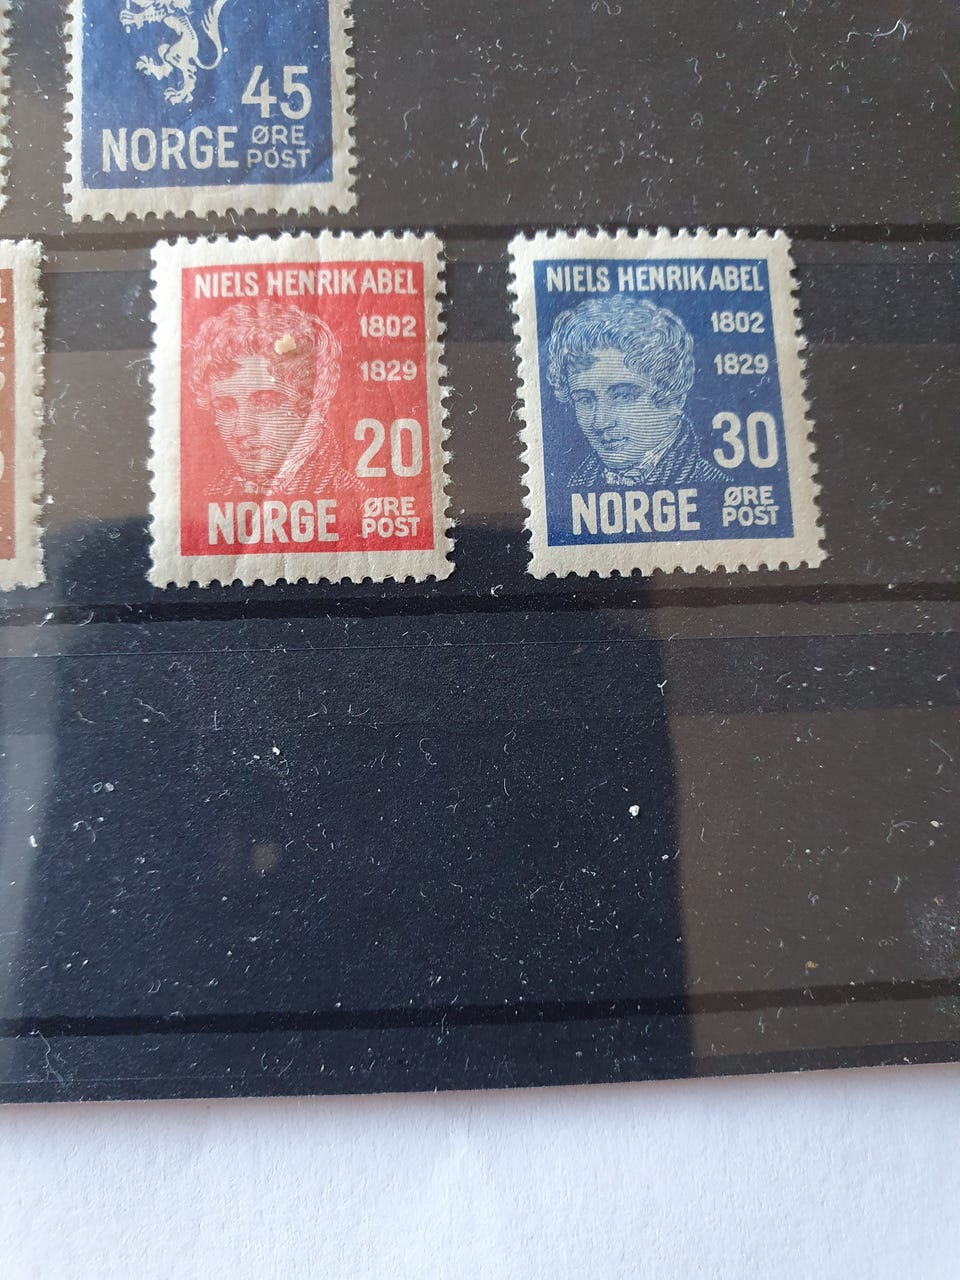 45
NORGE ØRE
POST
NIELS HENRIK ABEL
1802
1829
20
NORGE ØRE
POST
NIELS HENRIK ABEL
1802
1829
30
NORGE ØRE
POST